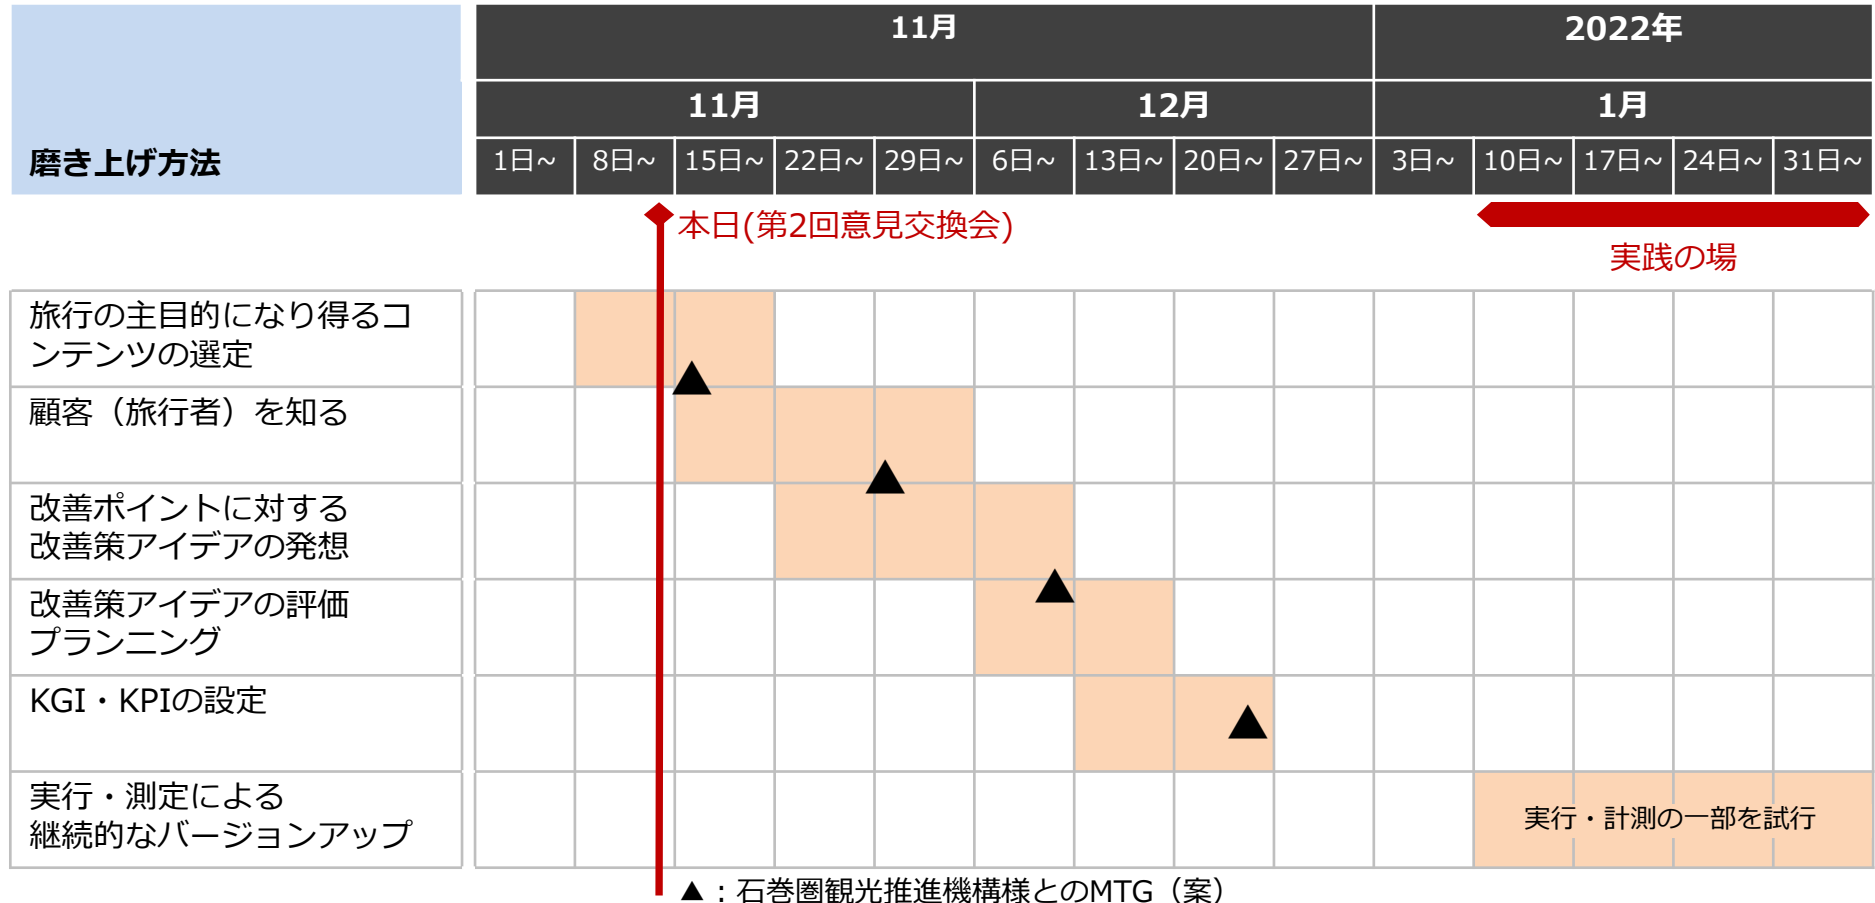 11月
2022年
11月
12月
1月
磨き上げ方法
1日~
8日~
15日~
22日~
29日~
6日~
13日~
20日~
27日~
3日~
10日~
17日~
24日~
31日~
本日(第2回意見交換会)
実践の場
旅行の主目的になり得るコ
ンテンツの選定
顧客（旅行者）を知る
改善ポイントに対する
改善策アイデアの発想
改善策アイデアの評価
プランニング
KGI・KPIの設定
実行・測定による
継続的なバージョンアップ
実行・計測の一部を試行
▲：石巻圏観光推進機構様とのMTG（案）